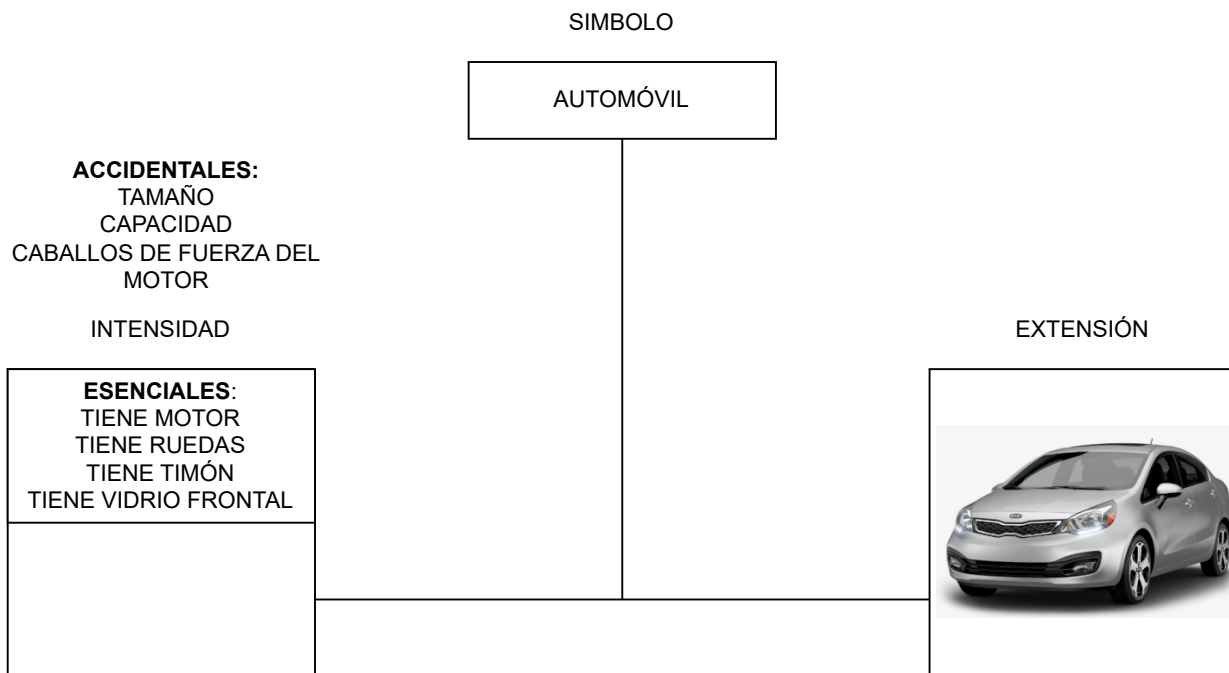 SIMBOLO
AUTOMÓVIL
ACCIDENTALES:
TAMAÑO
CAPACIDAD
CABALLOS DE FUERZA DEL
MOTOR
INTENSIDAD
EXTENSIÓN
ESENCIALES:
TIENE MOTOR
TIENE RUEDAS
TIENE TIMÓN
TIENE VIDRIO FRONTAL